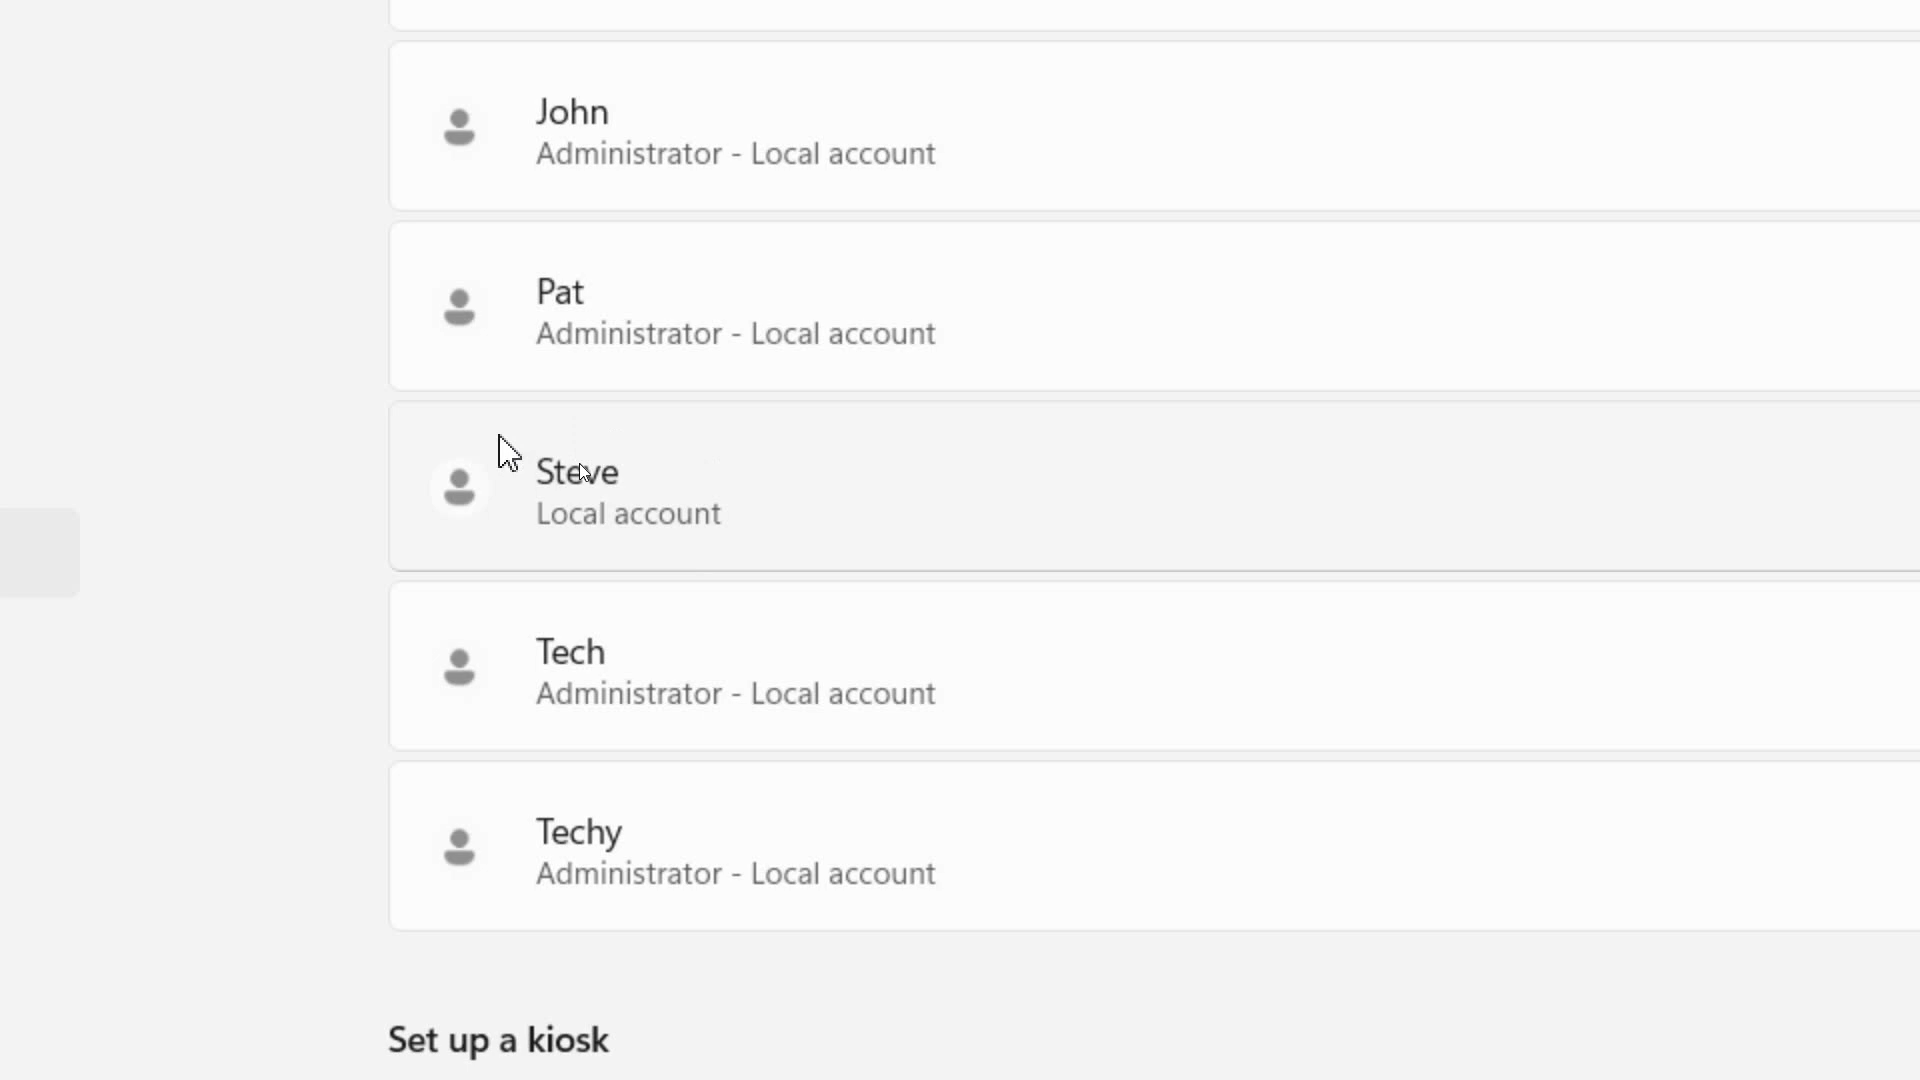 John
Administrator - Local account
Pat
Administrator - Local account
Steve
Local account
Tech
Administrator - Local account
Techy
Administrator - Local account
Set up a kiosk